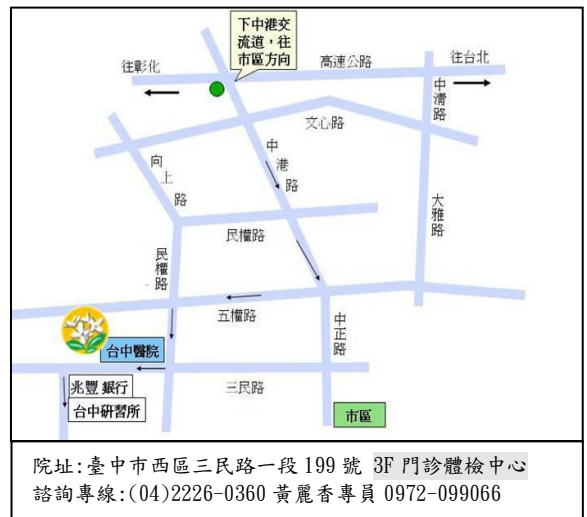 下中港交
流道，往
市區方向
往彰化
高速公路
往台北
中清路
文心路
中港路
向上路
大雅路
民權路
民權路
五權路
中正路
台中醫院
三民路
兆豐 銀行
台中研習所
市區
院址:臺中市西區三民路一段 199 號 3F 門診體檢中心
諮詢專線:(04)2226-0360 黃麗香專員 0972-099066